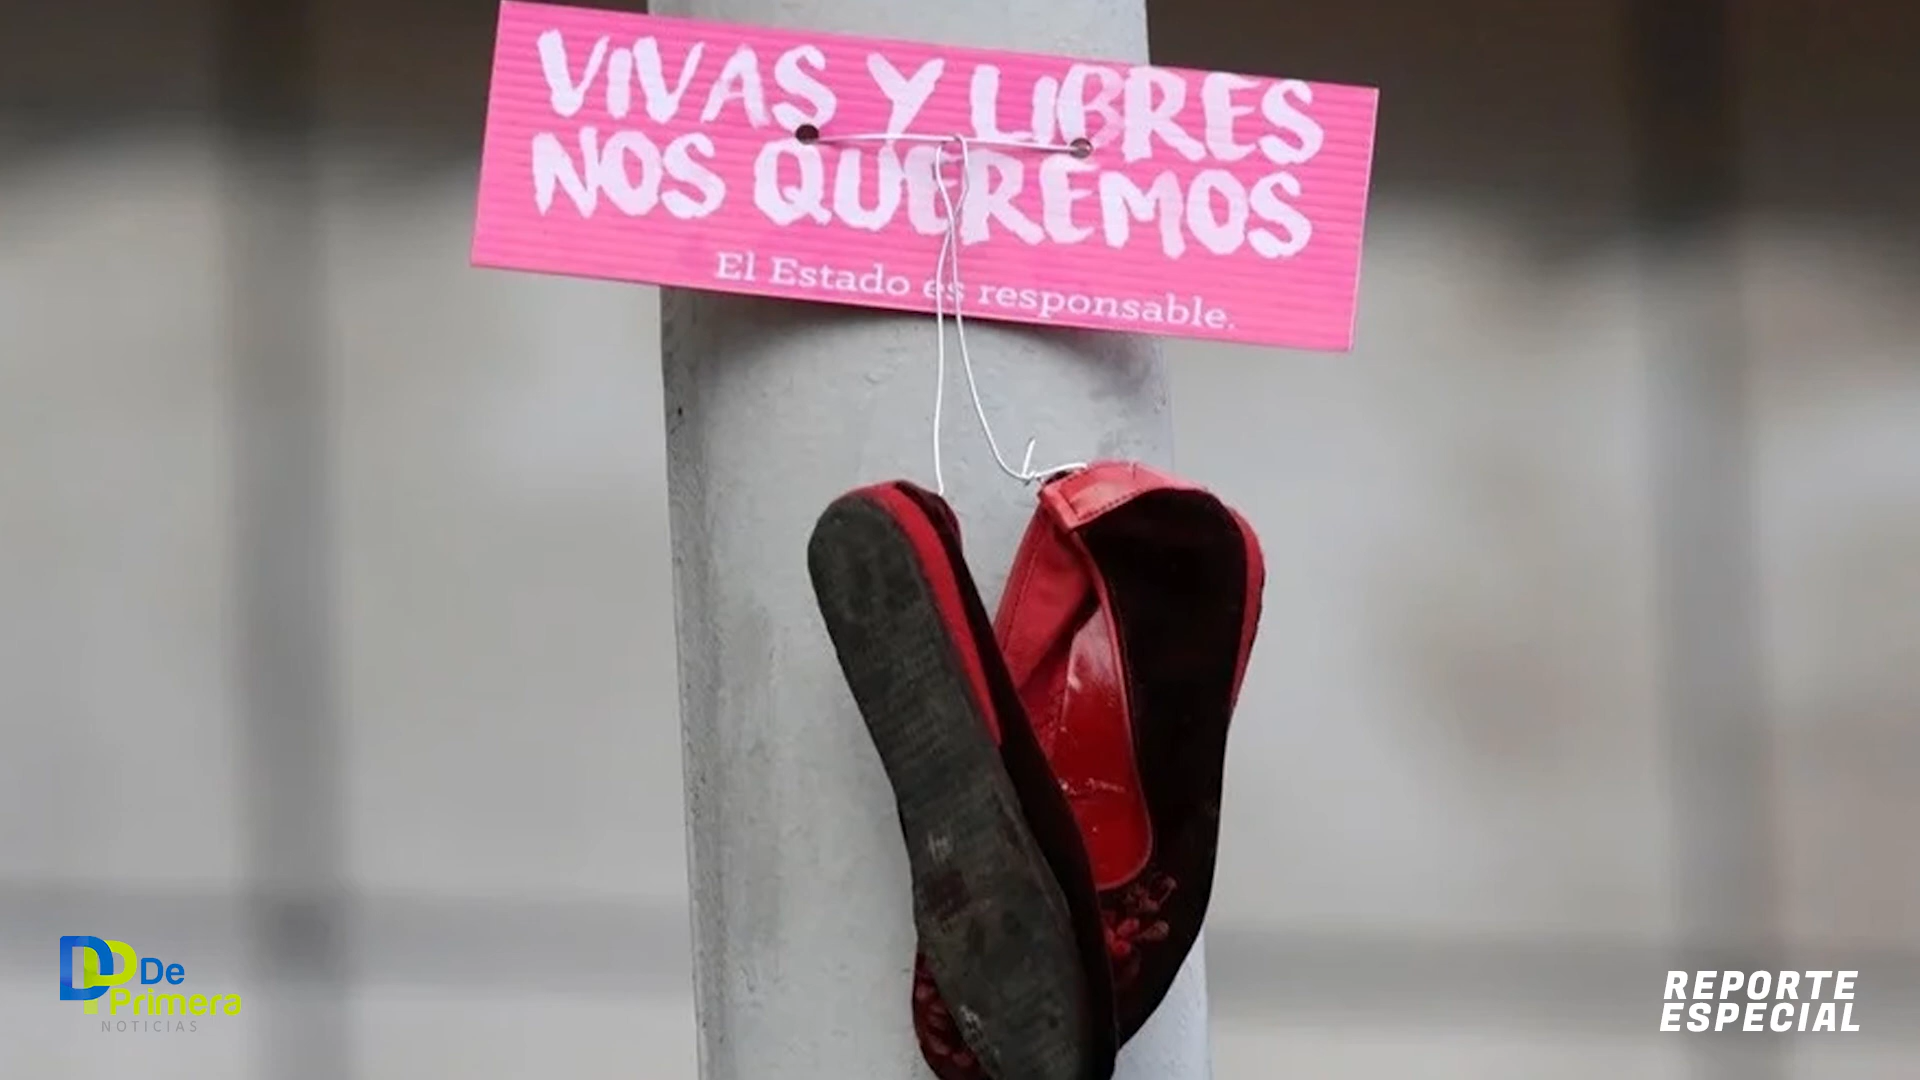 VIVAS Y LIBRES
NOS QUEREMOS
El Estado es responsable.
De
Primera
NOTICIAS
REPORTE
ESPECIAL